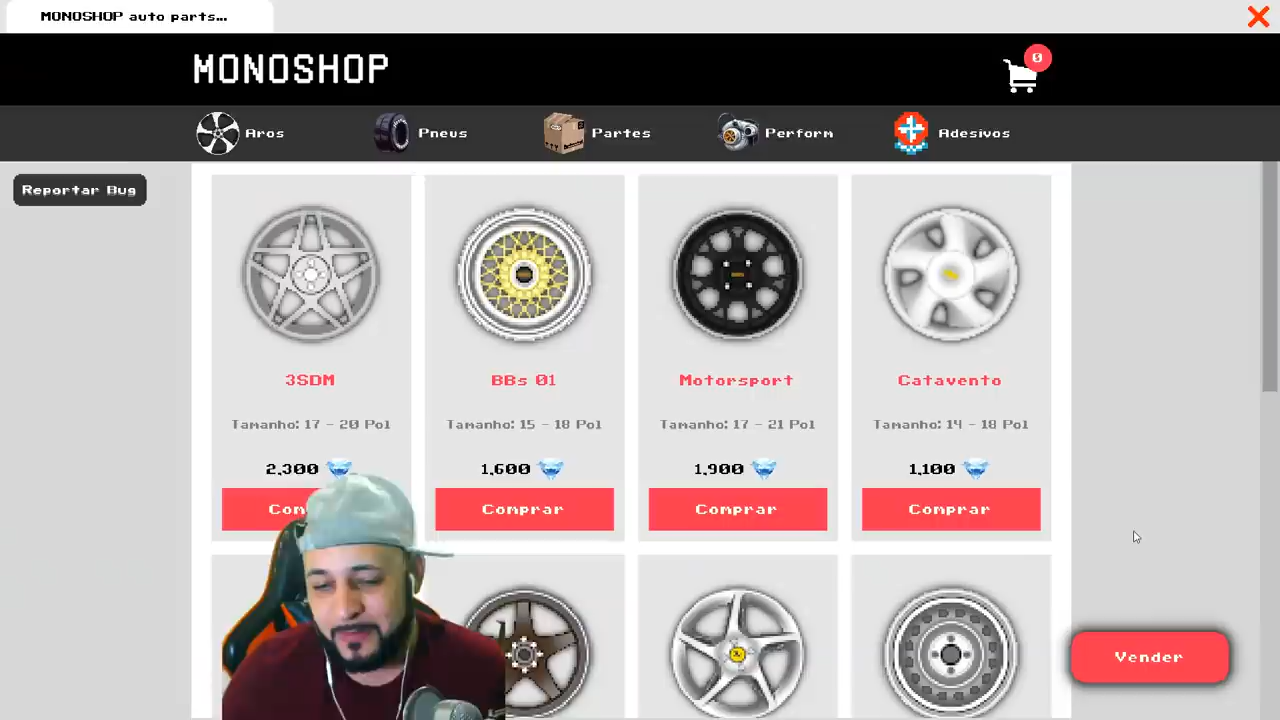 MONOSHOP auto parts...
MONOSHOP
0
Aros
Pneus
Partes
Perform
Adesivos
Reportar Bug
3SDM
BBs 01
Motorsport
Catavento
Tamanho: 17 - 20 Pol
Tamanho: 15 - 18 Pol
Tamanho: 17 - 21 Pol
Tamanho: 14 - 18 Pol
2,300
1,600
1,900
1,100
Com
Comprar
Comprar
Comprar
Vender